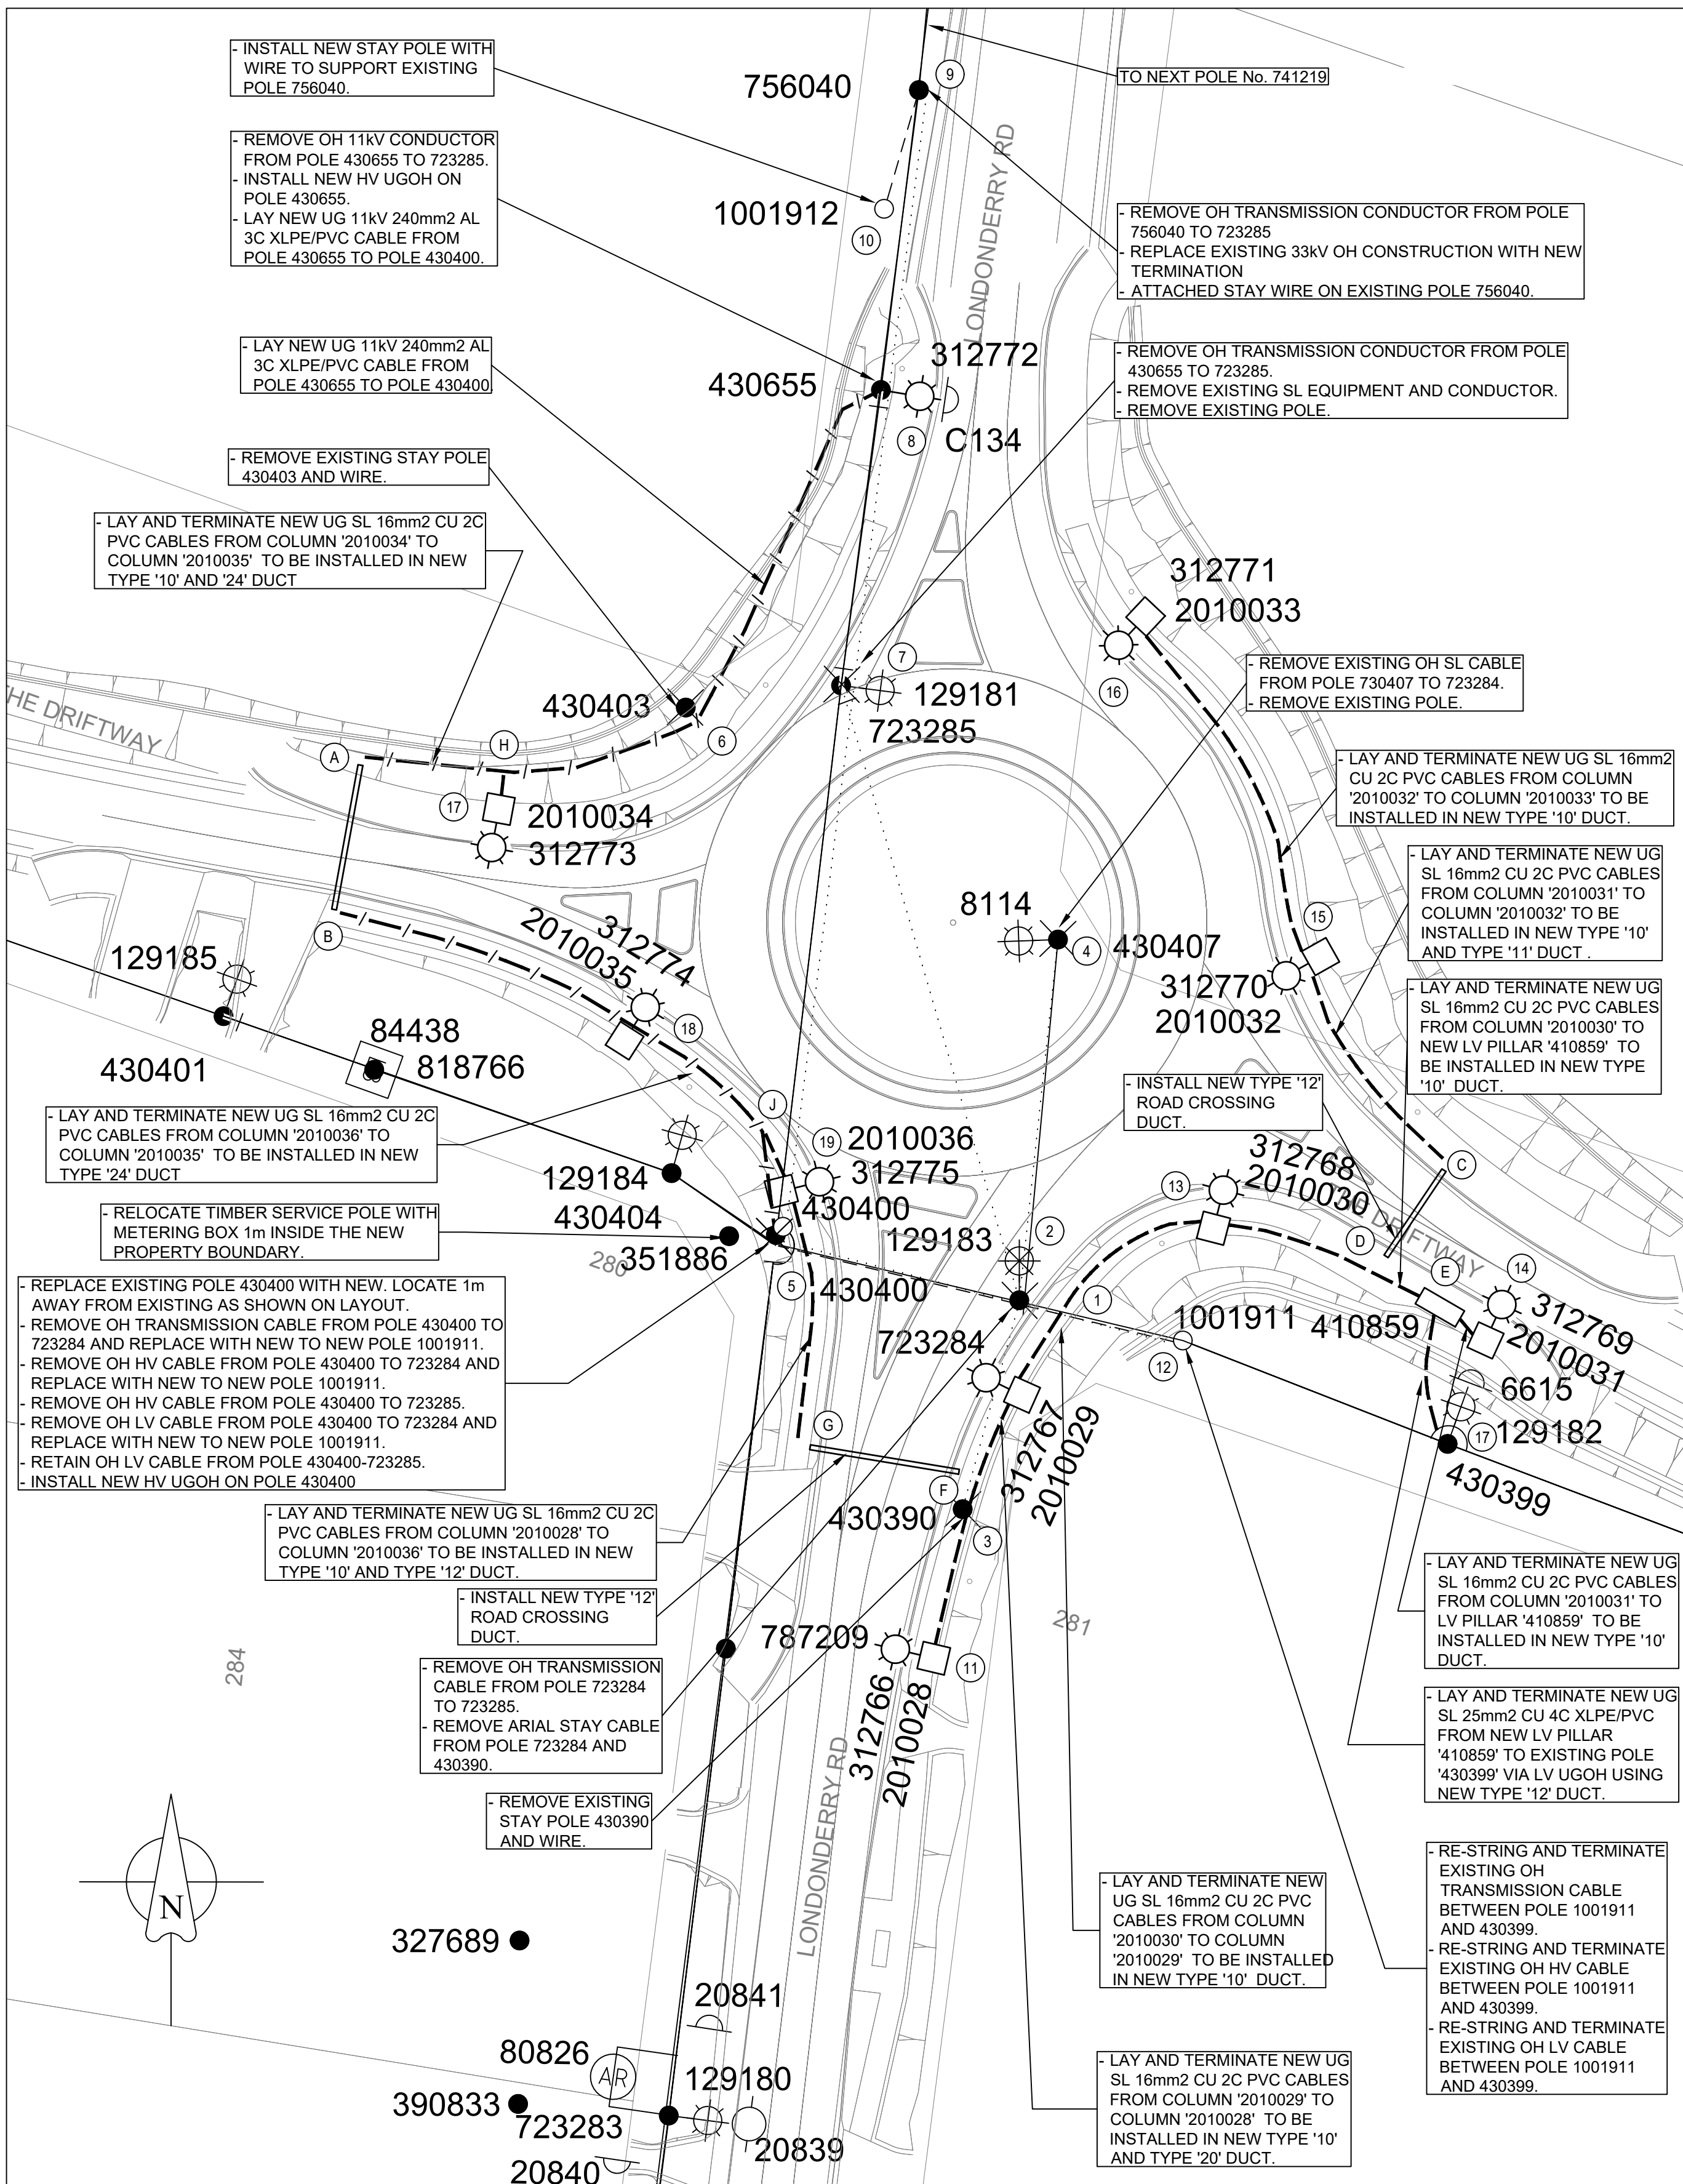 - INSTALL NEW STAY POLE WITH
WIRE TO SUPPORT EXISTING
POLE 756040.
756040
9
TO NEXT POLE No. 741219
- REMOVE OH 11kV CONDUCTOR
FROM POLE 430655 TO 723285.
- INSTALL NEW HV UGOH ON
POLE 430655.
- LAY NEW UG 11kV 240mm2 AL
3C XLPE/PVC CABLE FROM
POLE 430655 TO POLE 430400.
1001912
10
LONDONDERRY RD
- REMOVE OH TRANSMISSION CONDUCTOR FROM POLE
756040 TO 723285
- REPLACE EXISTING 33kV OH CONSTRUCTION WITH NEW
TERMINATION
- ATTACHED STAY WIRE ON EXISTING POLE 756040.
- LAY NEW UG 11kV 240mm2 AL
3C XLPE/PVC CABLE FROM
POLE 430655 TO POLE 430400.
430655
312772
8
C134
- REMOVE OH TRANSMISSION CONDUCTOR FROM POLE
430655 TO 723285.
- REMOVE EXISTING SL EQUIPMENT AND CONDUCTOR.
- REMOVE EXISTING POLE.
- REMOVE EXISTING STAY POLE
430403 AND WIRE.
- LAY AND TERMINATE NEW UG SL 16mm2 CU 2C
PVC CABLES FROM COLUMN '2010034' TO
COLUMN '2010035' TO BE INSTALLED IN NEW
TYPE '10' AND '24' DUCT
312771
2010033
16
- REMOVE EXISTING OH SL CABLE
FROM POLE 730407 TO 723284.
- REMOVE EXISTING POLE.
THE DRIFTWAY
430403
6
7
129181
723285
A
H
17
2010034
312773
- LAY AND TERMINATE NEW UG SL 16mm2
CU 2C PVC CABLES FROM COLUMN
'2010032' TO COLUMN '2010033' TO BE
INSTALLED IN NEW TYPE '10' DUCT.
- LAY AND TERMINATE NEW UG
SL 16mm2 CU 2C PVC CABLES
FROM COLUMN '2010031' TO
COLUMN '2010032' TO BE
INSTALLED IN NEW TYPE '10'
AND TYPE '11' DUCT .
B
129185
312774
2010035
18
8114
4
430407
15
312770
2010032
- LAY AND TERMINATE NEW UG
SL 16mm2 CU 2C PVC CABLES
FROM COLUMN '2010030' TO
NEW LV PILLAR '410859' TO
BE INSTALLED IN NEW TYPE
'10' DUCT.
430401
84438
818766
- INSTALL NEW TYPE '12'
ROAD CROSSING
DUCT.
- LAY AND TERMINATE NEW UG SL 16mm2 CU 2C
PVC CABLES FROM COLUMN '2010036' TO
COLUMN '2010035' TO BE INSTALLED IN NEW
TYPE '24' DUCT
J
19
2010036
312775
129184
430400
C
312768
2010030
13
THE DRIFTWAY
D
E
14
- RELOCATE TIMBER SERVICE POLE WITH
METERING BOX 1m INSIDE THE NEW
PROPERTY BOUNDARY.
430404
351886
280
5
430400
129183
2
1
723284
1001911
12
410859
312769
2010031
6615
129182
17
430399
- REPLACE EXISTING POLE 430400 WITH NEW. LOCATE 1m
AWAY FROM EXISTING AS SHOWN ON LAYOUT.
- REMOVE OH TRANSMISSION CABLE FROM POLE 430400 TO
723284 AND REPLACE WITH NEW TO NEW POLE 1001911.
- REMOVE OH HV CABLE FROM POLE 430400 TO 723284 AND
REPLACE WITH NEW TO NEW POLE 1001911.
- REMOVE OH HV CABLE FROM POLE 430400 TO 723285.
- REMOVE OH LV CABLE FROM POLE 430400 TO 723284 AND
REPLACE WITH NEW TO NEW POLE 1001911.
- RETAIN OH LV CABLE FROM POLE 430400-723285.
- INSTALL NEW HV UGOH ON POLE 430400
G
F
312767
2010029
430390
3
- LAY AND TERMINATE NEW UG SL 16mm2 CU 2C
PVC CABLES FROM COLUMN '2010028' TO
COLUMN '2010036' TO BE INSTALLED IN NEW
TYPE '10' AND TYPE '12' DUCT.
- INSTALL NEW TYPE '12'
ROAD CROSSING
DUCT.
- LAY AND TERMINATE NEW UG
SL 16mm2 CU 2C PVC CABLES
FROM COLUMN '2010031' TO
LV PILLAR '410859' TO BE
INSTALLED IN NEW TYPE '10'
DUCT.
284
787209
281
11
312766
2010028
- REMOVE OH TRANSMISSION
CABLE FROM POLE 723284
TO 723285.
- REMOVE ARIAL STAY CABLE
FROM POLE 723284 AND
430390.
- LAY AND TERMINATE NEW UG
SL 25mm2 CU 4C XLPE/PVC
FROM NEW LV PILLAR
'410859' TO EXISTING POLE
'430399' VIA LV UGOH USING
NEW TYPE '12' DUCT.
- REMOVE EXISTING
STAY POLE 430390
AND WIRE.
LONDONDERRY RD
N
- LAY AND TERMINATE NEW
UG SL 16mm2 CU 2C PVC
CABLES FROM COLUMN
'2010030' TO COLUMN
'2010029' TO BE INSTALLED
IN NEW TYPE '10' DUCT.
- RE-STRING AND TERMINATE
EXISTING OH
TRANSMISSION CABLE
BETWEEN POLE 1001911
AND 430399.
- RE-STRING AND TERMINATE
EXISTING OH HV CABLE
BETWEEN POLE 1001911
AND 430399.
- RE-STRING AND TERMINATE
EXISTING OH LV CABLE
BETWEEN POLE 1001911
AND 430399.
327689
20841
80826
AR
129180
390833
723283
20839
20840
- LAY AND TERMINATE NEW UG
SL 16mm2 CU 2C PVC CABLES
FROM COLUMN '2010029' TO
COLUMN '2010028' TO BE
INSTALLED IN NEW TYPE '10'
AND TYPE '20' DUCT.